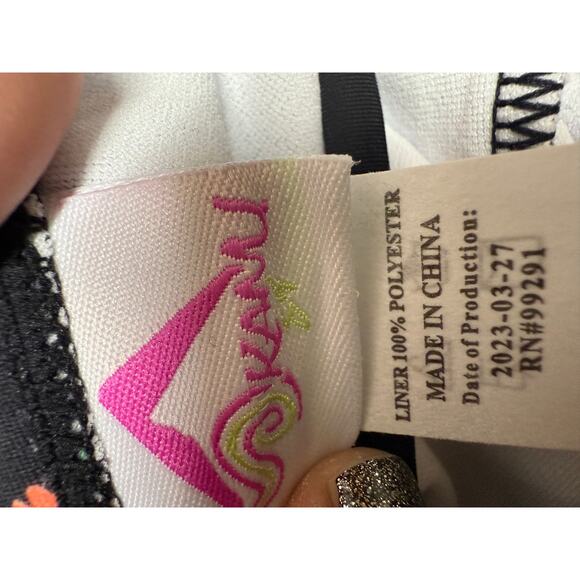 KANU
LINER 100% POLYESTER
MADE IN CHINA
Date of Production:
2023-03-27
RN#99291